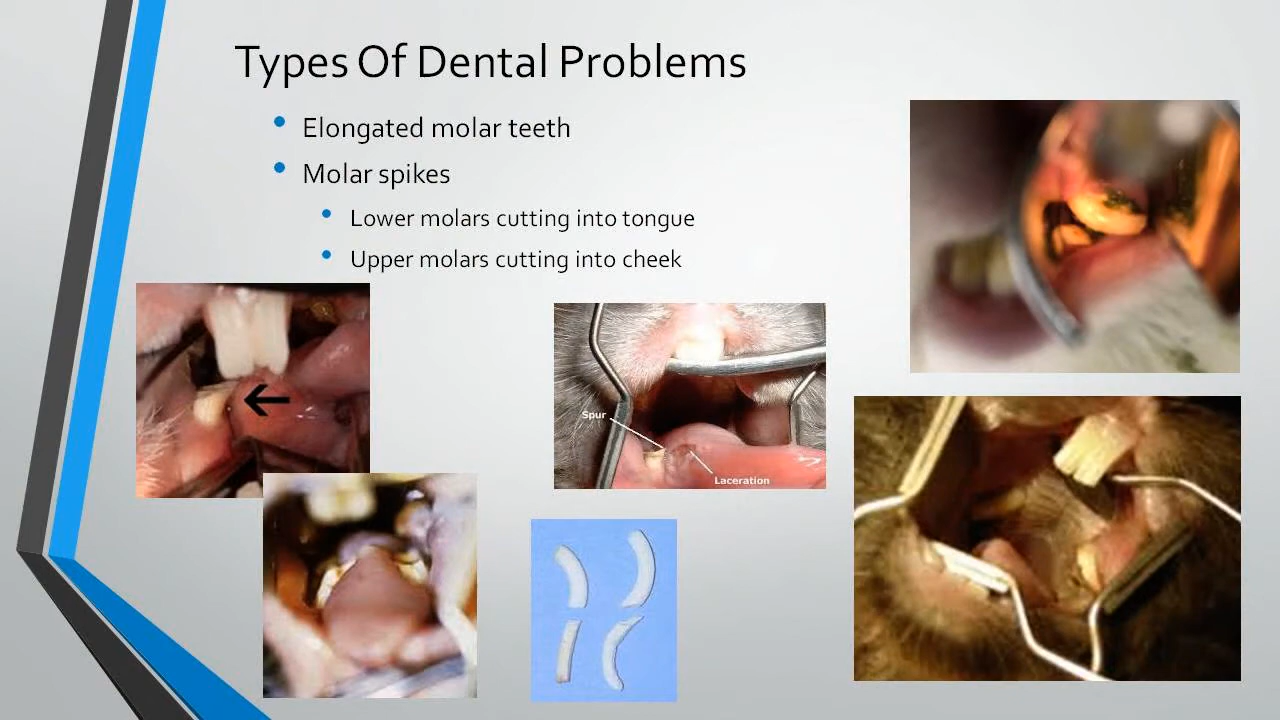 Types Of Dental Problems
Elongated molar teeth
Molar spikes
Lower molars cutting into tongue
Upper molars cutting into cheek
Spur
Laceration